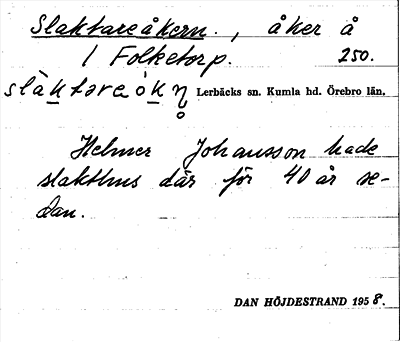 Slaktareåkern., åker å
1 Folketorp. 250.
slàktareòkn̥ Lerbäcks sn. Kumla hd. Örebro län.
Helmer Johansson hade
slakthus där för 40 år se-
dan.
DAN HÖJDESTRAND 1958.